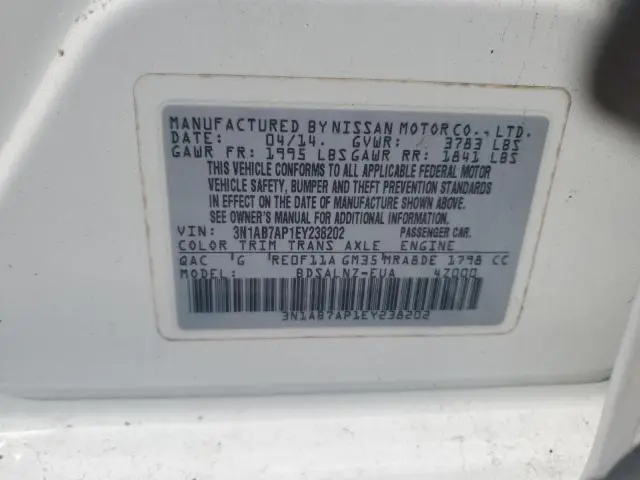 MANUFACTURED BY NISSAN MOTOR CO., LTD.
DATE: 04/14. GVWR: 3783 LBS
GAWR FR: 1995 LBS GAWR RR: 1841 LBS
THIS VEHICLE CONFORMS TO ALL APPLICABLE FEDERAL MOTOR
VEHICLE SAFETY, BUMPER AND THEFT PREVENTION STANDARDS
IN EFFECT ON THE DATE OF MANUFACTURE SHOWN ABOVE.
SEE OWNER'S MANUAL FOR ADDITIONAL INFORMATION.
VIN: 3N1AB7AP1EY238202 PASSENGER CAR.
COLOR TRIM TRANS AXLE ENGINE
QAC G RE0F11A GM35 MRA8DE 1798 CC
MODEL: BDSALNZ-EUA 4Z000
3N1AB7AP1EY238202